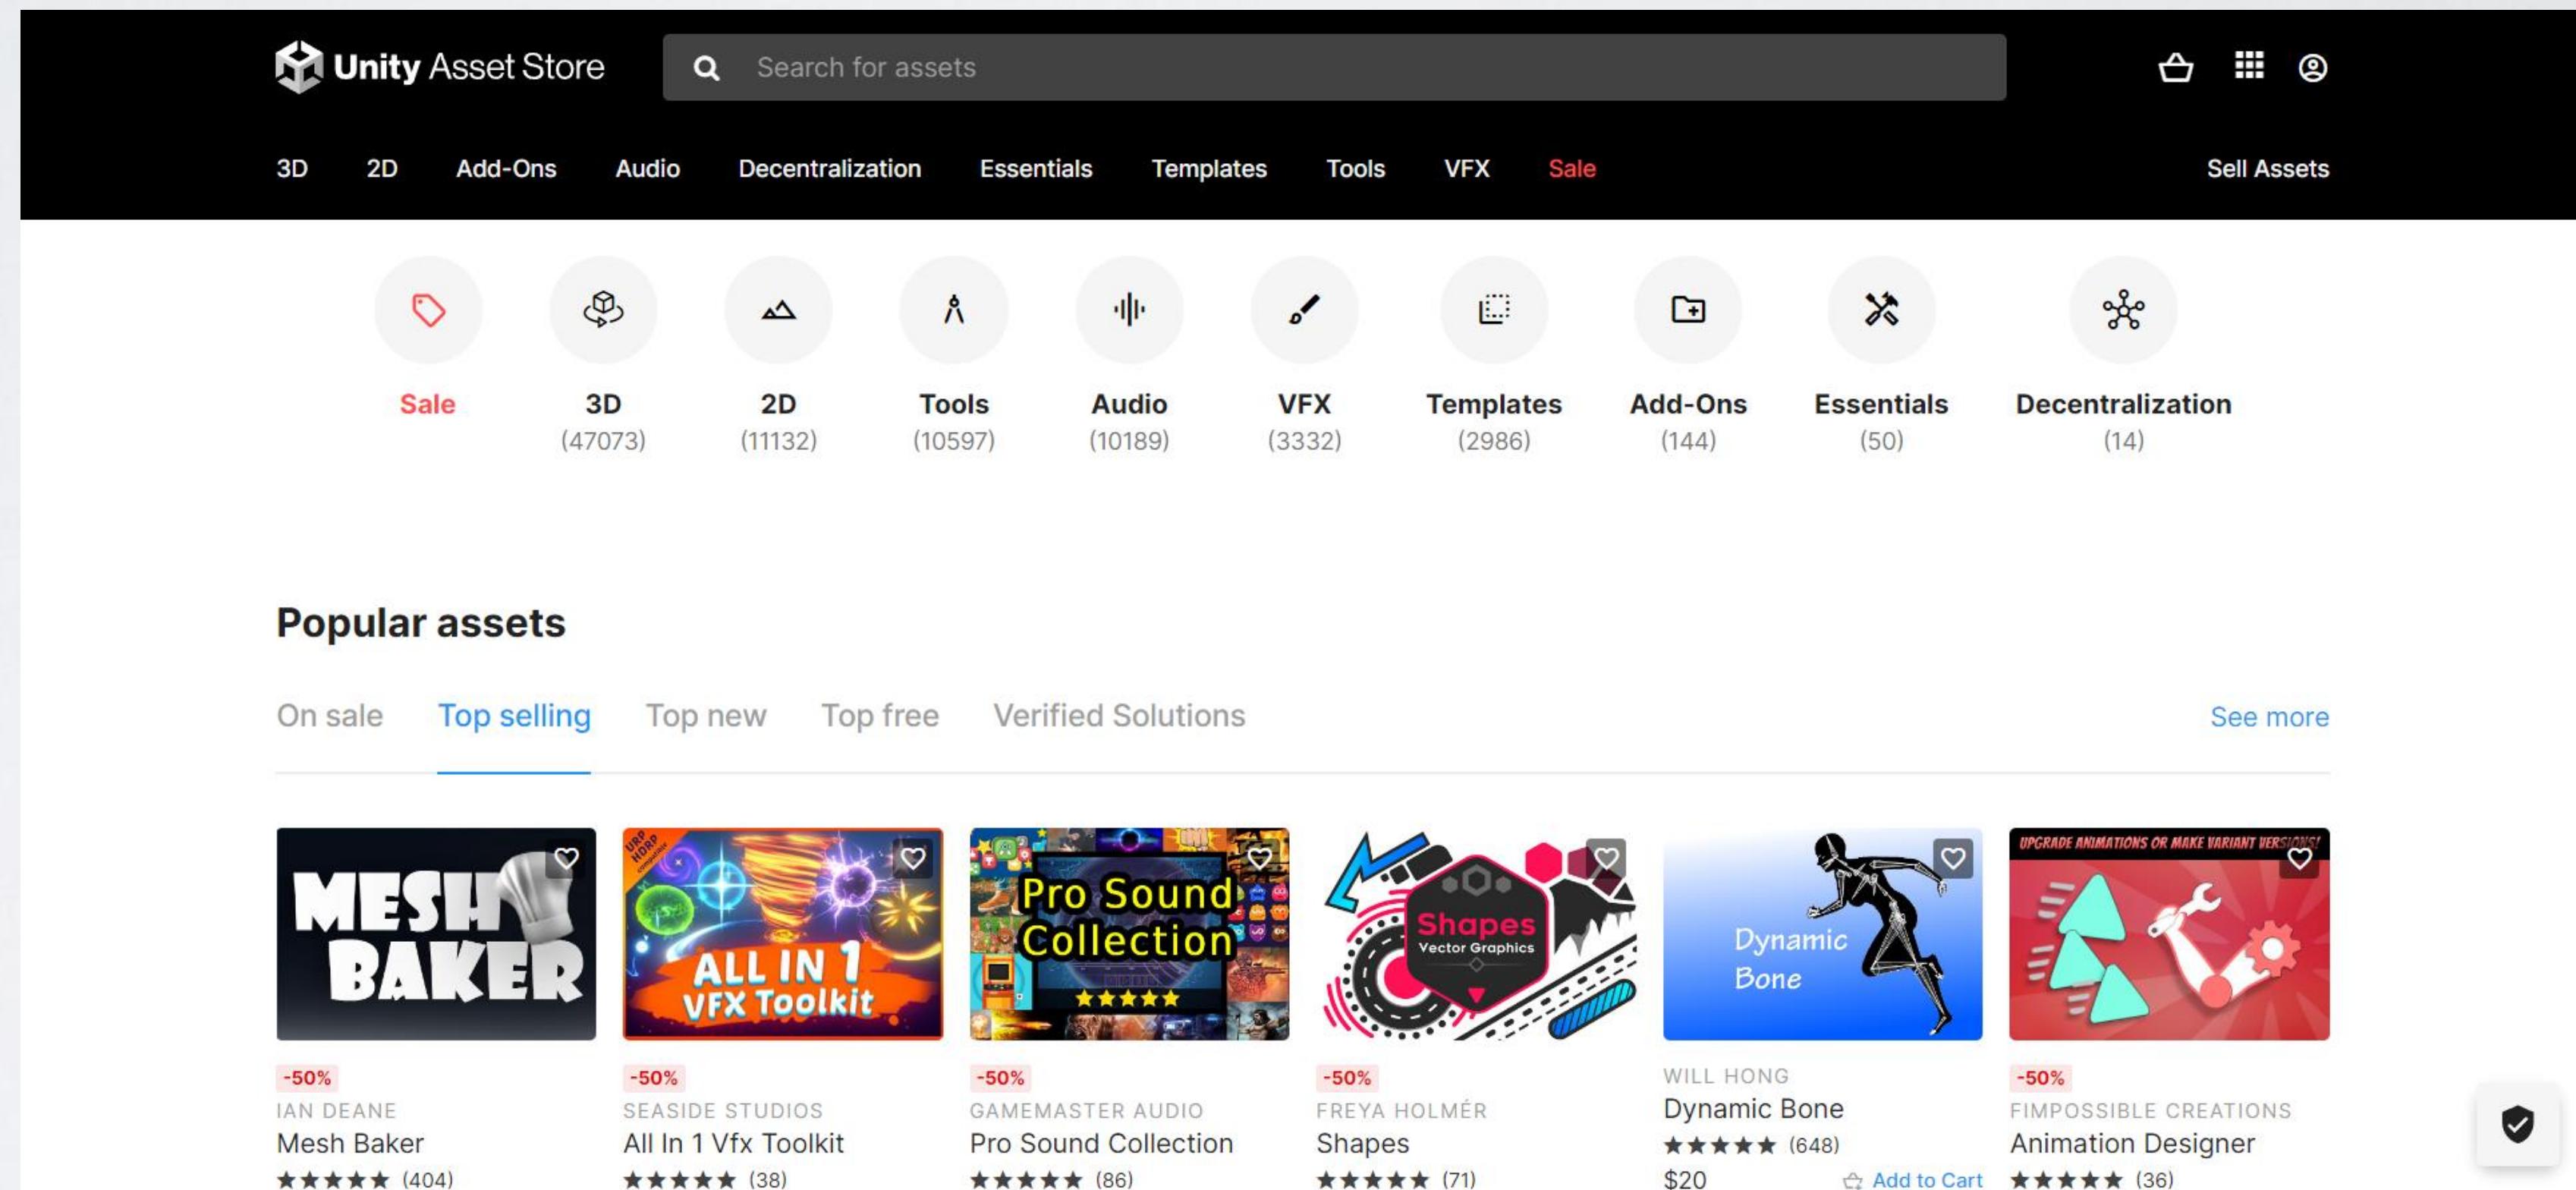 Unity Asset Store
Search for assets
3D 2D Add-Ons Audio Decentralization Essentials Templates Tools VFX Sale Sell Assets
Sale 3D 2D Tools Audio VFX Templates Add-Ons Essentials Decentralization
(47073) (11132) (10597) (10189) (3332) (2986) (144) (50) (14)
Popular assets
On sale Top selling Top new Top free Verified Solutions See more
MESH
BAKER
URP
HDRP
compatible
ALL IN 1
VFX Toolkit
Pro Sound
Collection
Shapes
Vector Graphics
Dynamic
Bone
UPGRADE ANIMATIONS OR MAKE VARIANT VERSIONS!
-50%
IAN DEANE
Mesh Baker
(404)
-50%
SEASIDE STUDIOS
All In 1 Vfx Toolkit
(38)
-50%
GAMEMASTER AUDIO
Pro Sound Collection
(86)
-50%
FREYA HOLMÉR
Shapes
(71)
WILL HONG
Dynamic Bone
(648)
$20 Add to Cart
-50%
FIMPOSSIBLE CREATIONS
Animation Designer
(36)